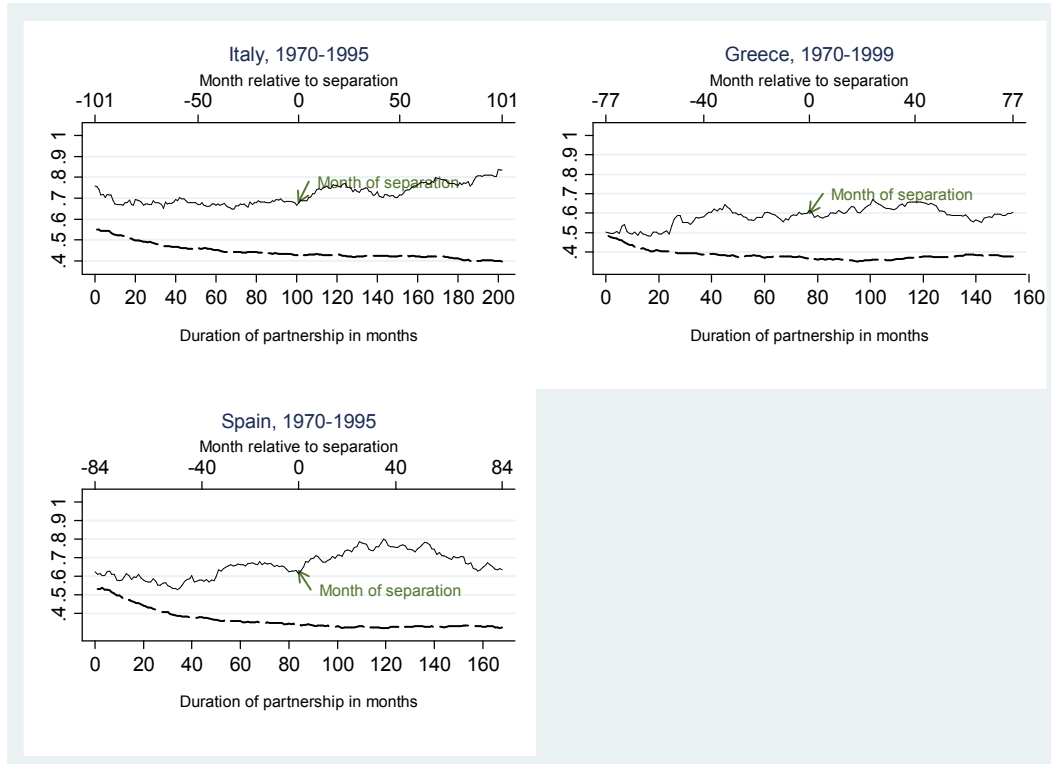 Italy, 1970-1995
Month relative to separation
-101 -50 0 50 101
1
.9
.8
.7
.6
.5
.4
Month of separation
0 20 40 60 80 100 120 140 160 180 200
Duration of partnership in months
Greece, 1970-1999
Month relative to separation
-77 -40 0 40 77
1
.9
.8
.7
.6
.5
.4
Month of separation
0 20 40 60 80 100 120 140 160
Duration of partnership in months
Spain, 1970-1995
Month relative to separation
-84 -40 0 40 84
1
.9
.8
.7
.6
.5
.4
Month of separation
0 20 40 60 80 100 120 140 160
Duration of partnership in months